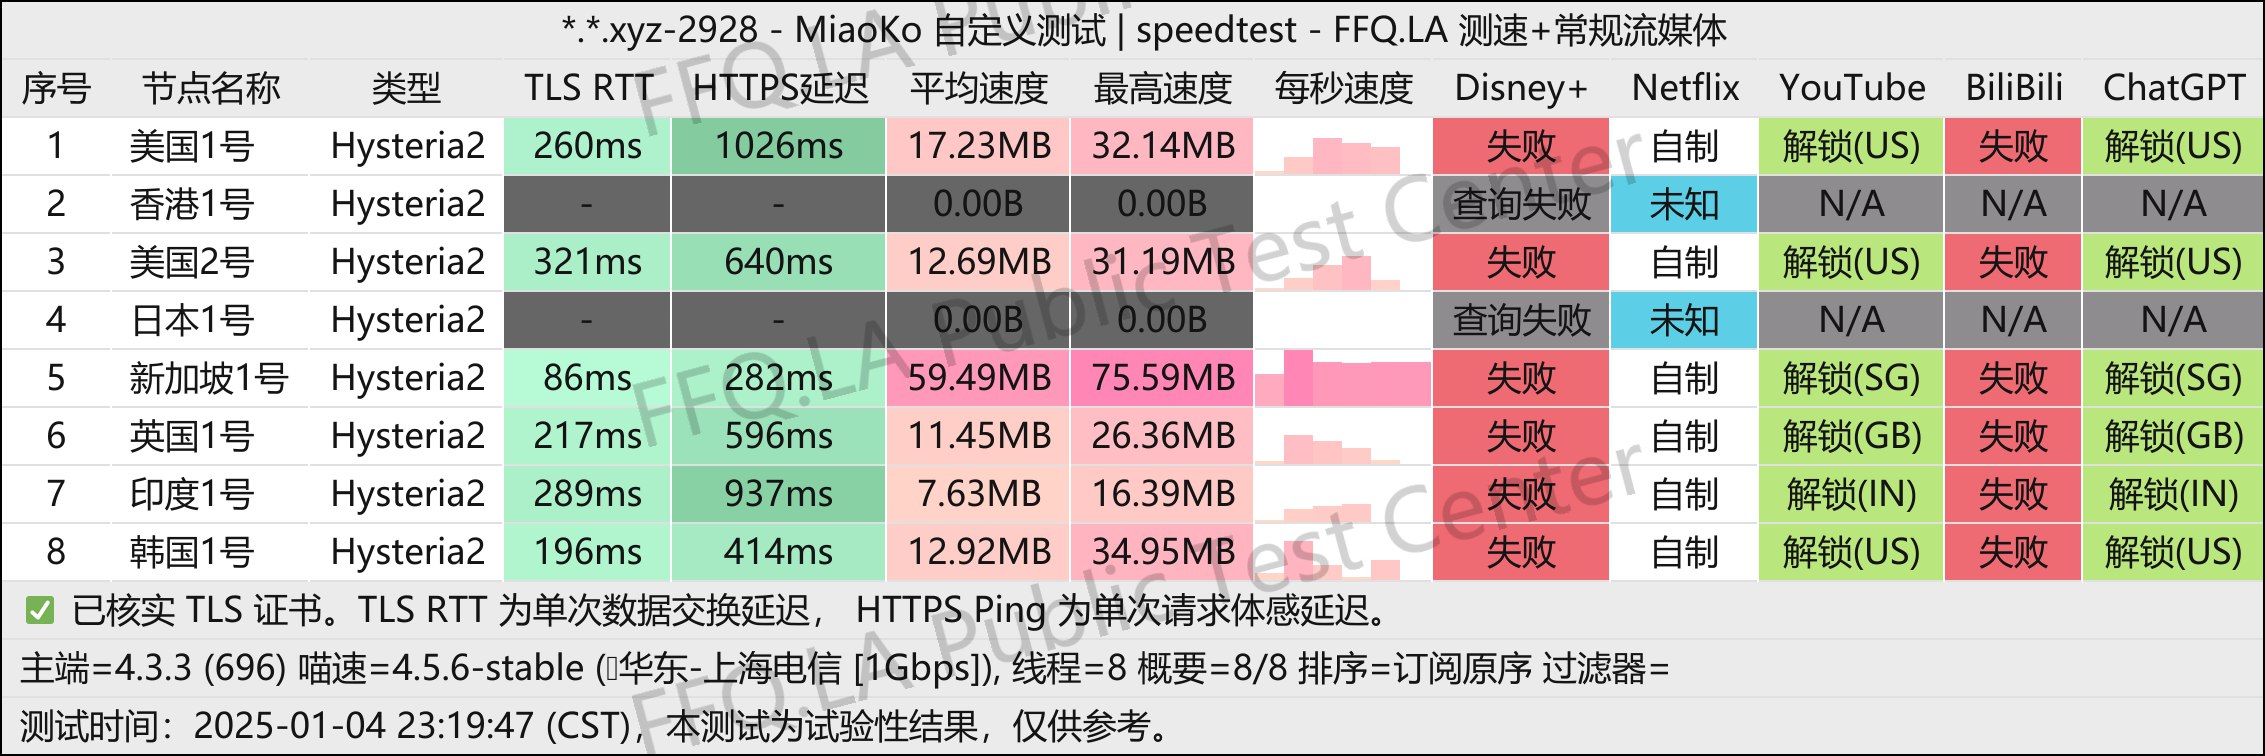 *.*.xyz-2928 - MiaoKo 自定义测试 | speedtest - FFQ.LA 测速+常规流媒体
序号 节点名称 类型 TLS RTT HTTPS延迟 平均速度 最高速度 每秒速度 Disney+ Netflix YouTube BiliBili ChatGPT
1 美国1号 Hysteria2 260ms 1026ms 17.23MB 32.14MB 失败 自制 解锁(US) 失败 解锁(US)
2 香港1号 Hysteria2 - - 0.00B 0.00B 查询失败 未知 N/A N/A N/A
3 美国2号 Hysteria2 321ms 640ms 12.69MB 31.19MB 失败 自制 解锁(US) 失败 解锁(US)
4 日本1号 Hysteria2 - - 0.00B 0.00B 查询失败 未知 N/A N/A N/A
5 新加坡1号 Hysteria2 86ms 282ms 59.49MB 75.59MB 失败 自制 解锁(SG) 失败 解锁(SG)
6 英国1号 Hysteria2 217ms 596ms 11.45MB 26.36MB 失败 自制 解锁(GB) 失败 解锁(GB)
7 印度1号 Hysteria2 289ms 937ms 7.63MB 16.39MB 失败 自制 解锁(IN) 失败 解锁(IN)
8 韩国1号 Hysteria2 196ms 414ms 12.92MB 34.95MB 失败 自制 解锁(US) 失败 解锁(US)
✅ 已核实 TLS 证书。TLS RTT 为单次数据交换延迟， HTTPS Ping 为单次请求体感延迟。
主端=4.3.3 (696) 喵速=4.5.6-stable (华东-上海电信 [1Gbps]), 线程=8 概要=8/8 排序=订阅原序 过滤器=
测试时间：2025-01-04 23:19:47 (CST)，本测试为试验性结果，仅供参考。
FFQ.LA Public Test Center
FFQ.LA Public Test Center
FFQ.LA Public Test Center